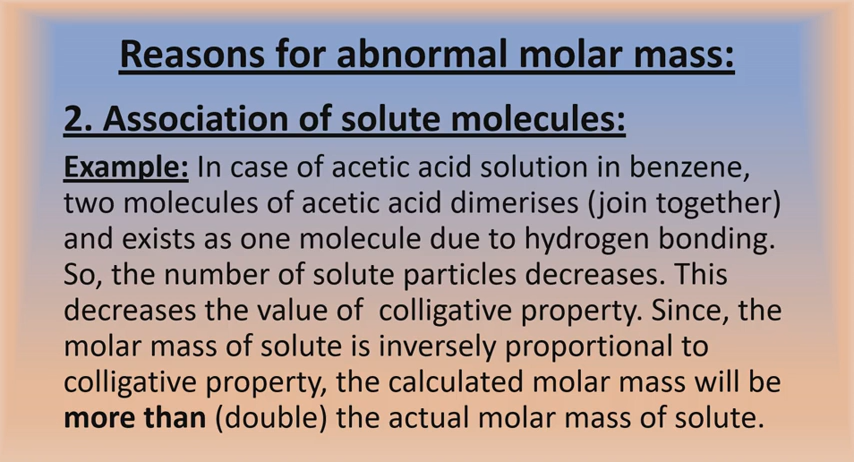 Reasons for abnormal molar mass:
2. Association of solute molecules:
Example: In case of acetic acid solution in benzene,
two molecules of acetic acid dimerises (join together)
and exists as one molecule due to hydrogen bonding.
So, the number of solute particles decreases. This
decreases the value of  colligative property. Since, the
molar mass of solute is inversely proportional to
colligative property, the calculated molar mass will be
more than (double) the actual molar mass of solute.